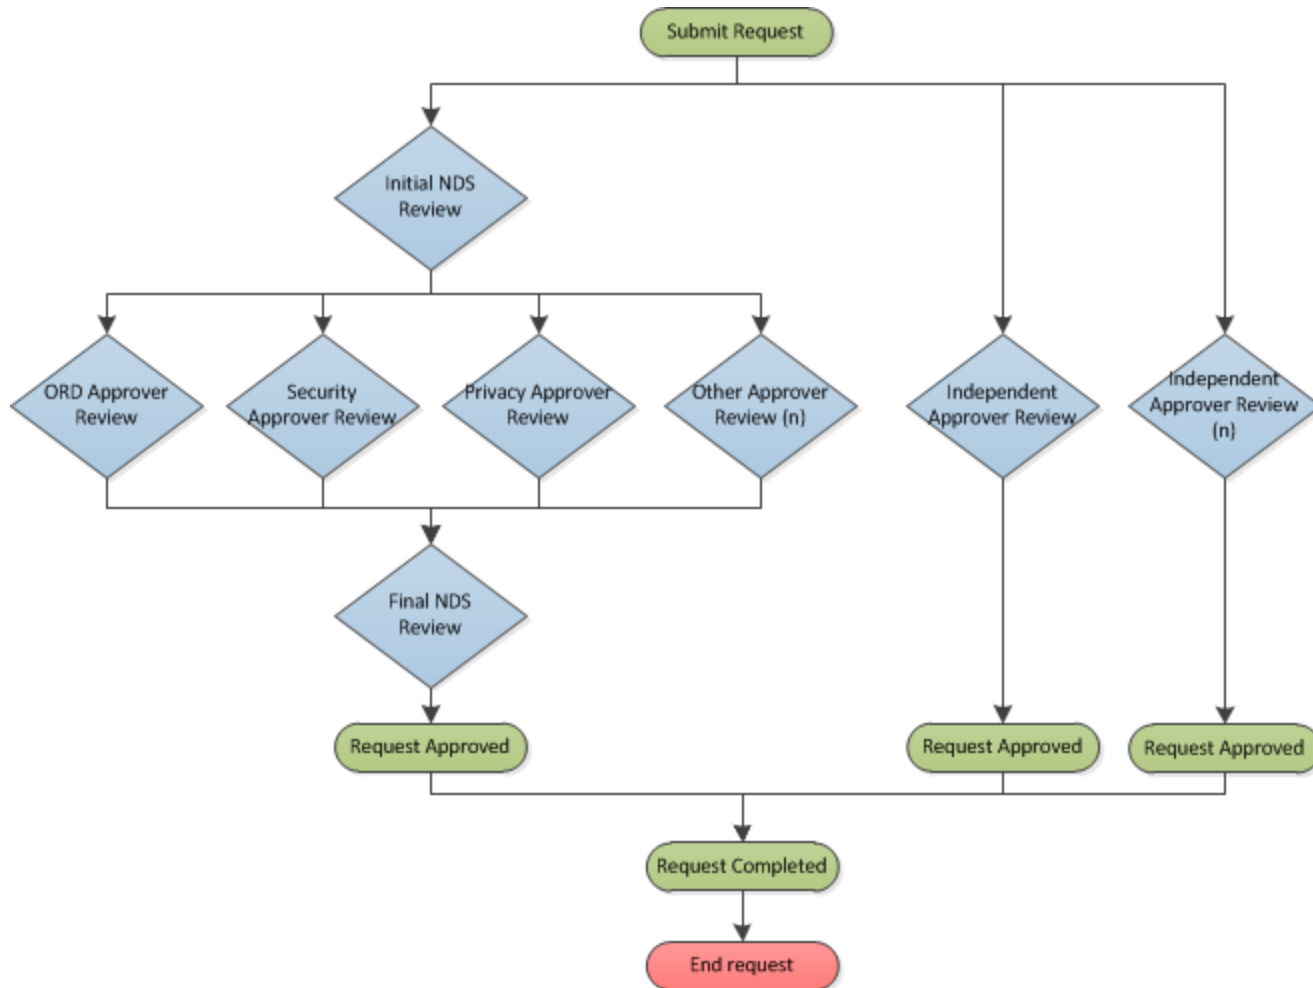 Submit Request
Initial NDS
Review
ORD Approver
Review
Security
Approver Review
Privacy Approver
Review
Other Approver
Review (n)
Independent
Approver Review
Independent
Approver Review
(n)
Final NDS
Review
Request Approved
Request Approved
Request Approved
Request Completed
End request